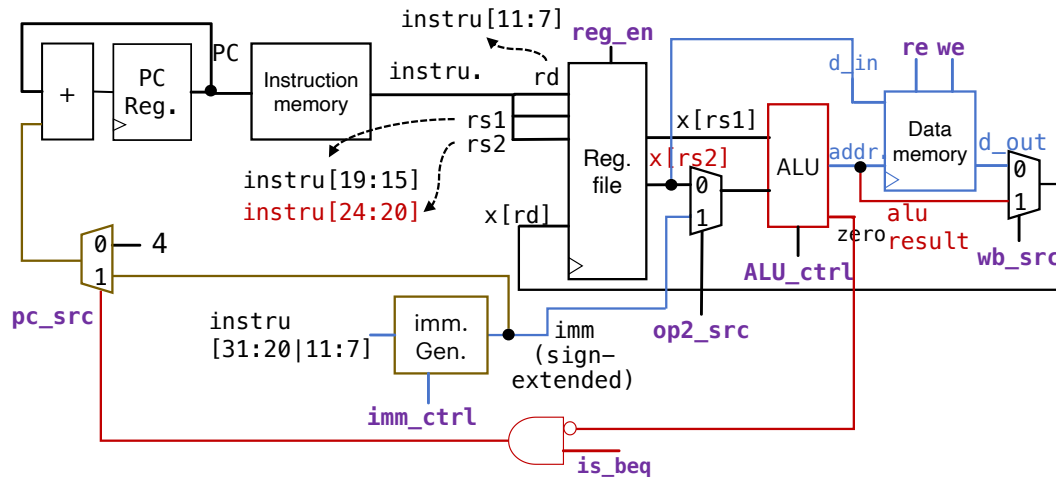 instru[11:7]
reg_en
PC
instru.
rd
d_in
re we
+
PC
Reg.
Instruction
memory
rs1
rs2
x[rs1]
x[rs2]
Reg.
file
ALU
addr.
Data
memory
d_out
0
1
0
1
instru[19:15]
instru[24:20]
x[rd]
zero
alu
result
wb_src
ALU_ctrl
0
1
4
pc_src
instru
[31:20|11:7]
imm.
Gen.
imm
(sign-
extended)
op2_src
imm_ctrl
is_beq